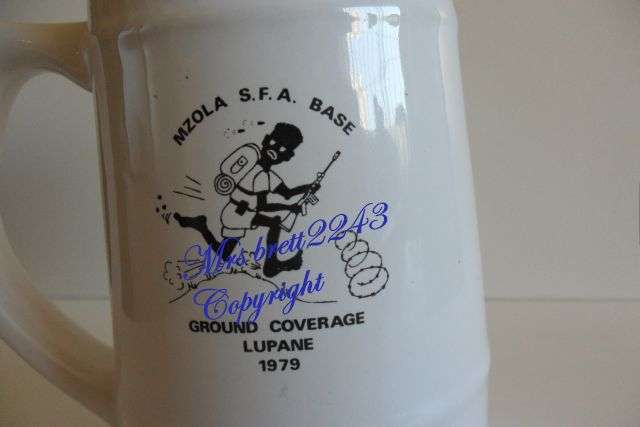 MZOLA S.F.A. BASE
Mrs brett2243
Copyright
GROUND COVERAGE
LUPANE
1979